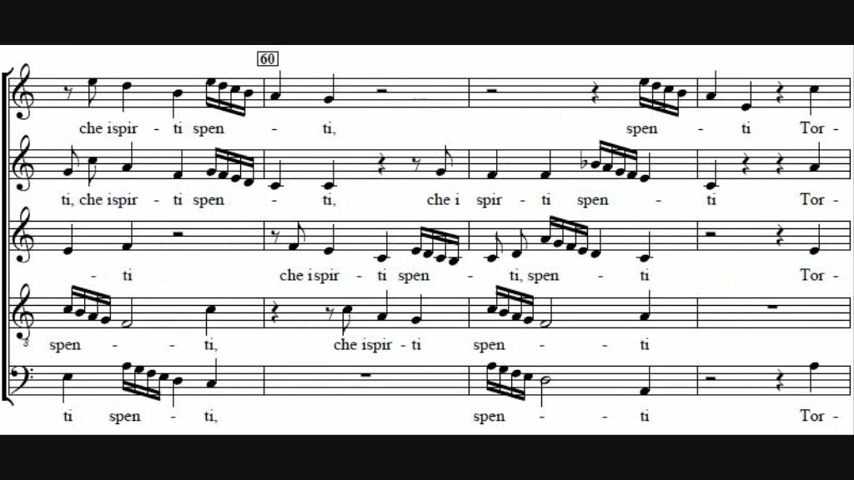 60
che ispir - ti spen - ti, spen - ti Tor -
ti, che ispir - ti spen - ti, che i spir - ti spen - ti Tor -
- ti che ispir - ti spen - ti, spen - ti Tor -
8
spen - ti, che ispir - ti spen - ti
ti spen - ti, spen - ti Tor -